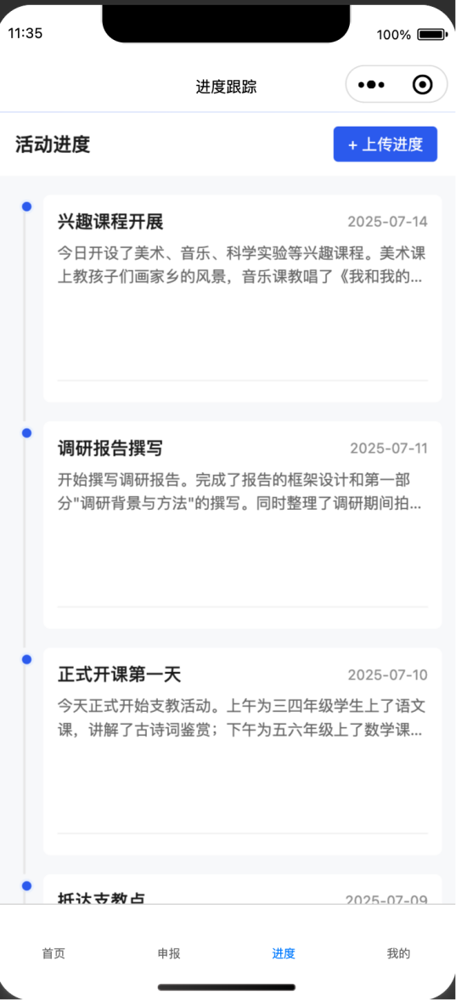 11:35
100%
进度跟踪
活动进度
+ 上传进度
兴趣课程开展
2025-07-14
今日开设了美术、音乐、科学实验等兴趣课程。美术课
上教孩子们画家乡的风景，音乐课教唱了《我和我的...
调研报告撰写
2025-07-11
开始撰写调研报告。完成了报告的框架设计和第一部
分"调研背景与方法"的撰写。同时整理了调研期间拍...
正式开课第一天
2025-07-10
今天正式开始支教活动。上午为三四年级学生上了语文
课，讲解了古诗词鉴赏；下午为五六年级上了数学课...
抵达支教点
2025-07-09
首页
申报
进度
我的